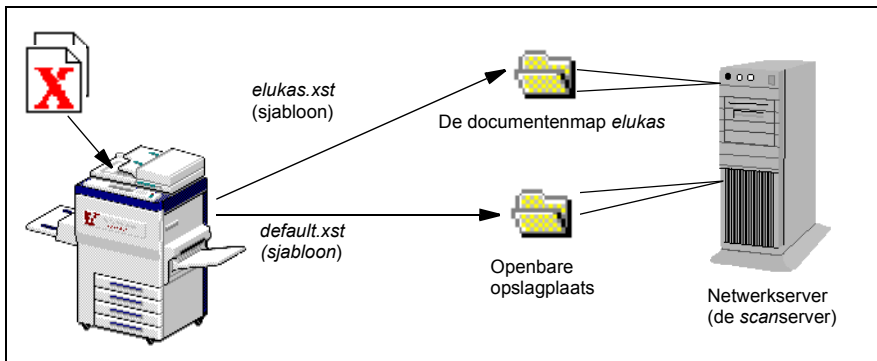 X
elukas.xst
(sjabloon)
De documentenmap elukas
default.xst
(sjabloon)
Openbare
opslagplaats
Netwerkserver
(de scanserver)